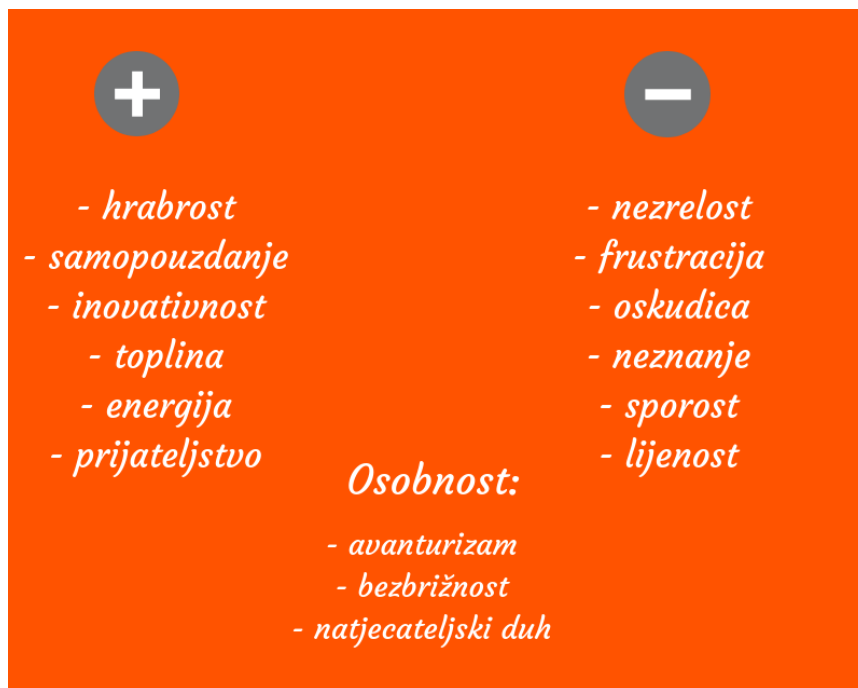 - hrabrost
- samopouzdanje
- inovativnost
- toplina
- energija
- prijateljstvo
- nezrelost
- frustracija
- oskudica
- neznanje
- sporost
- lijenost
Osobnost:
- avanturizam
- bezbrižnost
- natjecateljski duh